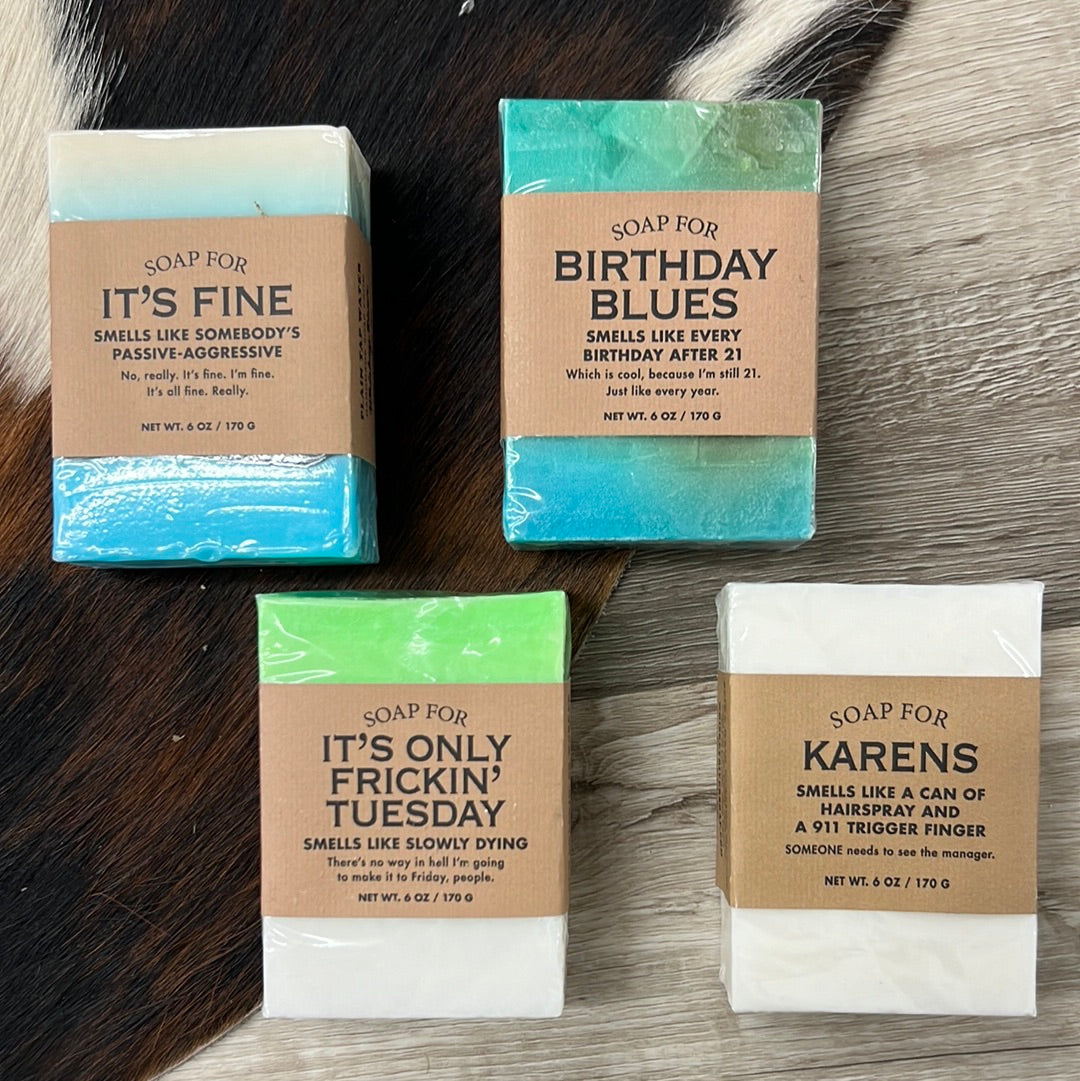 SOAP FOR
IT'S FINE
SMELLS LIKE SOMEBODY'S
PASSIVE-AGGRESSIVE
No, really. It's fine. I'm fine.
It's all fine. Really.
NET WT. 6 OZ / 170 G
PLAIN TAP WATER
SOAP FOR
BIRTHDAY
BLUES
SMELLS LIKE EVERY
BIRTHDAY AFTER 21
Which is cool, because I'm still 21.
Just like every year.
NET WT. 6 OZ / 170 G
SOAP FOR
IT'S ONLY
FRICKIN'
TUESDAY
SMELLS LIKE SLOWLY DYING
There's no way in hell I'm going
to make it to Friday, people.
NET WT. 6 OZ / 170 G
SOAP FOR
KARENS
SMELLS LIKE A CAN OF
HAIRSPRAY AND
A 911 TRIGGER FINGER
SOMEONE needs to see the manager.
NET WT. 6 OZ / 170 G